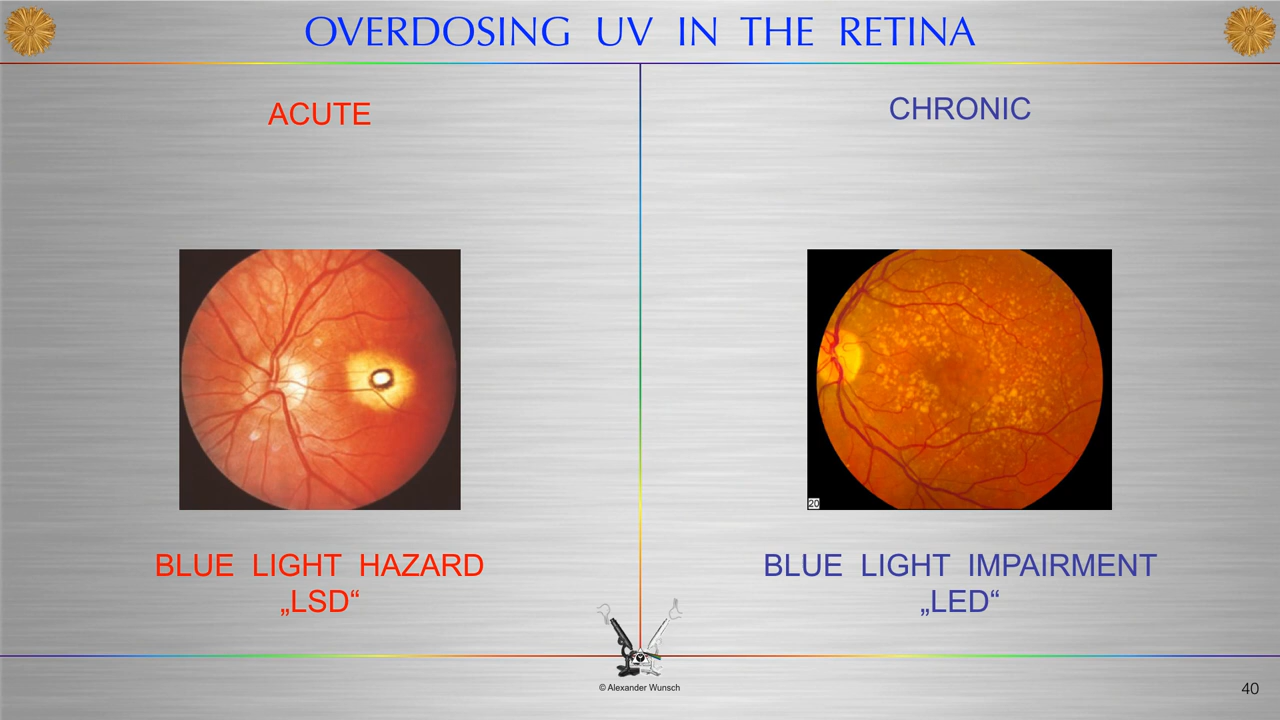 OVERDOSING UV IN THE RETINA
ACUTE
CHRONIC
20
BLUE LIGHT HAZARD
„LSD“
BLUE LIGHT IMPAIRMENT
„LED“
© Alexander Wunsch
40